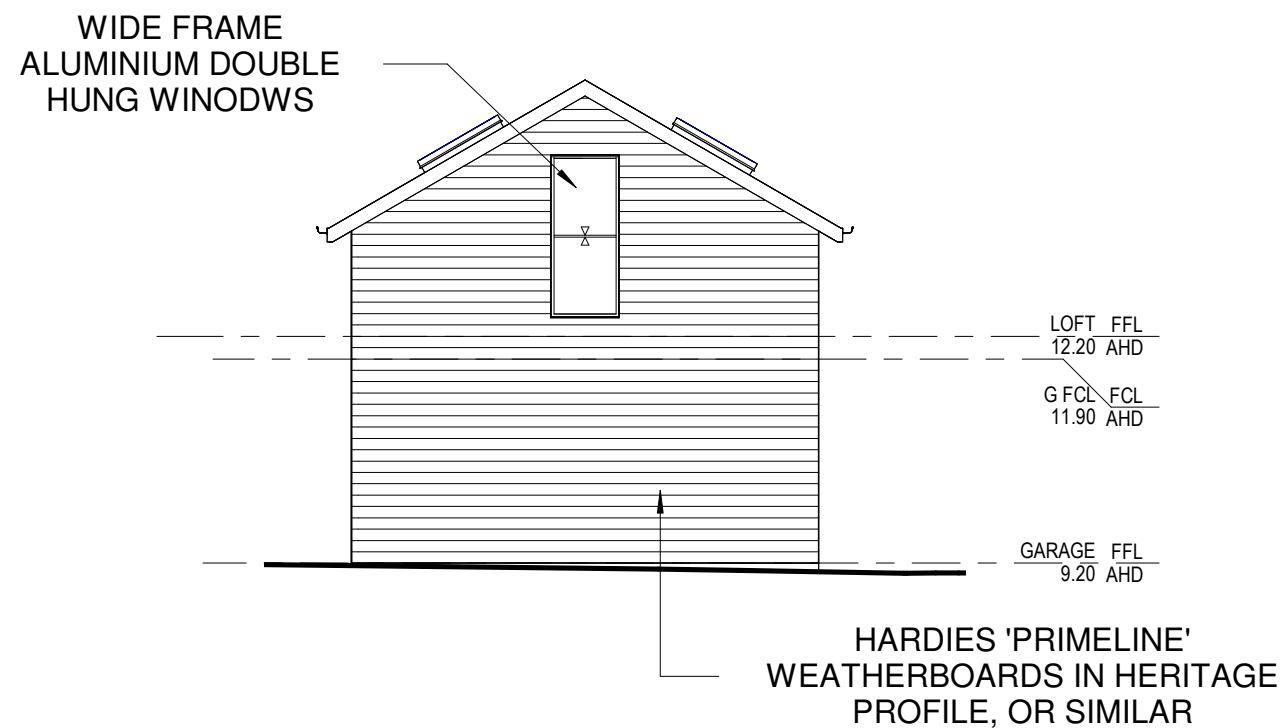 WIDE FRAME
ALUMINIUM DOUBLE
HUNG WINODWS
LOFT FFL
12.20 AHD
G FCL FCL
11.90 AHD
GARAGE FFL
9.20 AHD
HARDIES 'PRIMELINE'
WEATHERBOARDS IN HERITAGE
PROFILE, OR SIMILAR